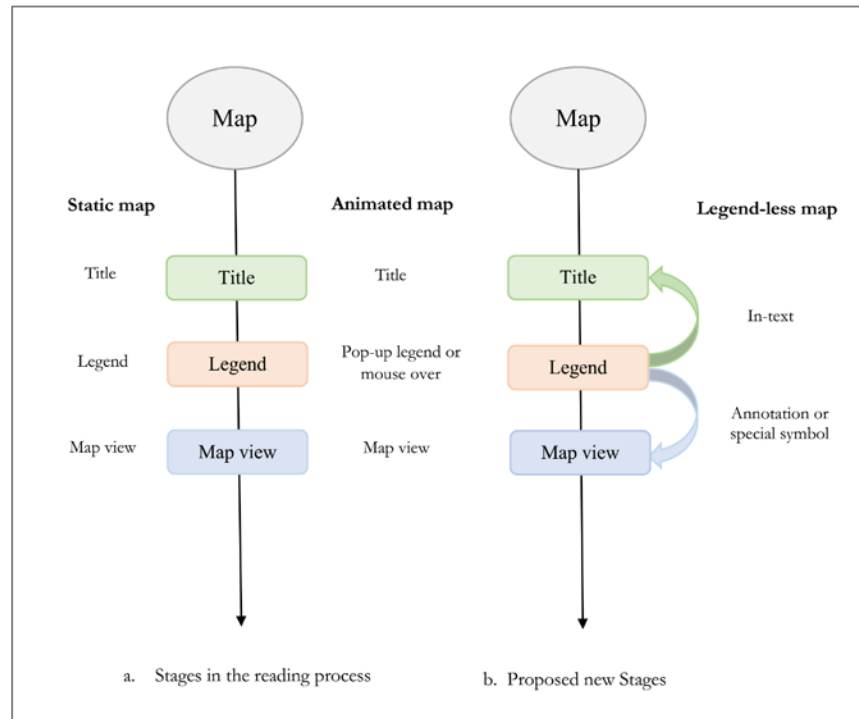 Map
Map
Static map
Animated map
Legend-less map
Title
Title
Title
Title
In-text
Legend
Legend
Pop-up legend or
mouse over
Legend
Annotation or
special symbol
Map view
Map view
Map view
Map view
a. Stages in the reading process
b. Proposed new Stages